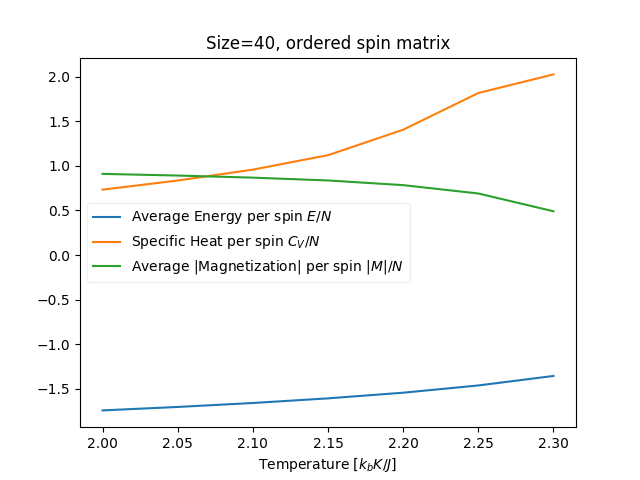 Size=40, ordered spin matrix
2.0
1.5
1.0
0.5
0.0
−0.5
−1.0
−1.5
Average Energy per spin E/N
Specific Heat per spin C_V/N
Average |Magnetization| per spin |M|/N
2.00 2.05 2.10 2.15 2.20 2.25 2.30
Temperature [k_bK/J]